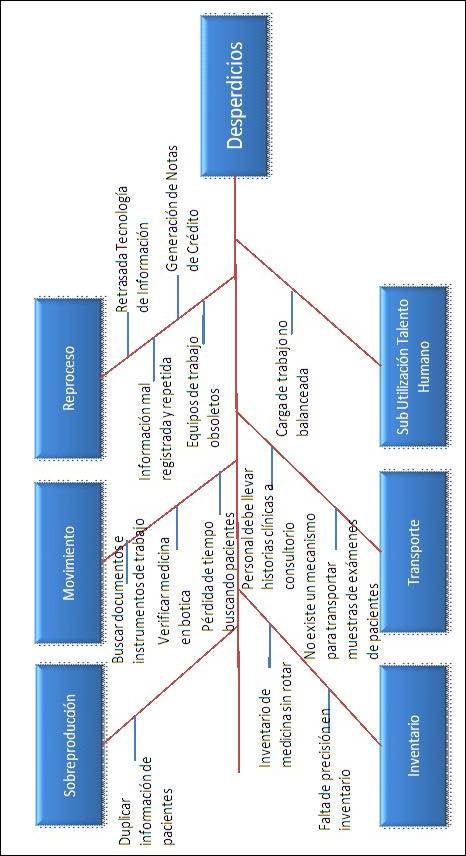 Sobreproducción
Movimiento
Reproceso
Duplicar
información de
pacientes
Buscar documentos e
instrumentos de trabajo
Verificar medicina
en botica
Pérdida de tiempo
buscando pacientes
Retrasada Tecnología
de Información
Información mal
registrada y repetida
Generación de Notas
de Crédito
Equipos de trabajo
obsoletos
Desperdicios
Inventario de
medicina sin rotar
Falta de precisión en
inventario
Personal debe llevar
historias clínicas a
consultorio
No existe un mecanismo
para transportar
muestras de exámenes
de pacientes
Carga de trabajo no
balanceada
Inventario
Transporte
Sub Utilización Talento
Humano